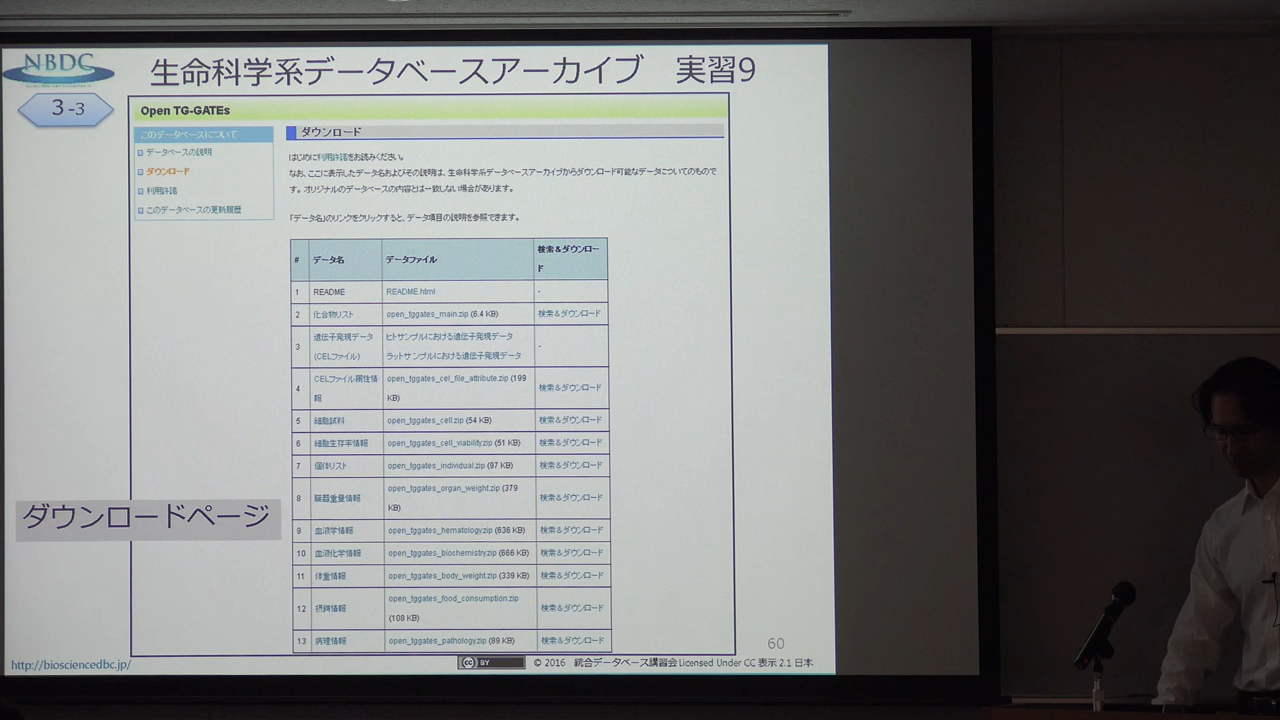 NBDC
生命科学系データベースアーカイブ　実習9
3-3
Open TG-GATEs
このデータベースについて
データベースの説明
ダウンロード
利用許諾
このデータベースの更新履歴
ダウンロード
はじめに利用許諾をお読みください。
なお、ここに表示したデータ名およびその説明は、生命科学系データベースアーカイブからダウンロード可能なデータについてのもので
す。オリジナルのデータベースの内容とは一致しない場合があります。
「データ名」のリンクをクリックすると、データ項目の説明を参照できます。
# データ名 データファイル 検索＆ダウンロー
ド
1 README README.html -
2 化合物リスト open_tggates_main.zip (6.4 KB) 検索＆ダウンロード
3 遺伝子発現データ ヒトサンプルにおける遺伝子発現データ -
(CELファイル) ラットサンプルにおける遺伝子発現データ
4 CELファイル属性情 open_tggates_cel_file_attribute.zip (199 検索＆ダウンロード
報 KB)
5 細胞試料 open_tggates_cell.zip (54 KB) 検索＆ダウンロード
6 細胞生存率情報 open_tggates_cell_viability.zip (51 KB) 検索＆ダウンロード
7 個体リスト open_tggates_individual.zip (97 KB) 検索＆ダウンロード
8 臓器重量情報 open_tggates_organ_weight.zip (379 検索＆ダウンロード
KB)
9 血液学情報 open_tggates_hematology.zip (636 KB) 検索＆ダウンロード
10 血液化学情報 open_tggates_biochemistry.zip (666 KB) 検索＆ダウンロード
11 体重情報 open_tggates_body_weight.zip (339 KB) 検索＆ダウンロード
12 摂餌情報 open_tggates_food_consumption.zip 検索＆ダウンロード
(108 KB)
13 病理情報 open_tggates_pathology.zip (89 KB) 検索＆ダウンロード
ダウンロードページ
60
http://biosciencedbc.jp/
cc BY
© 2016　統合データベース講習会 Licensed Under CC 表示 2.1 日本